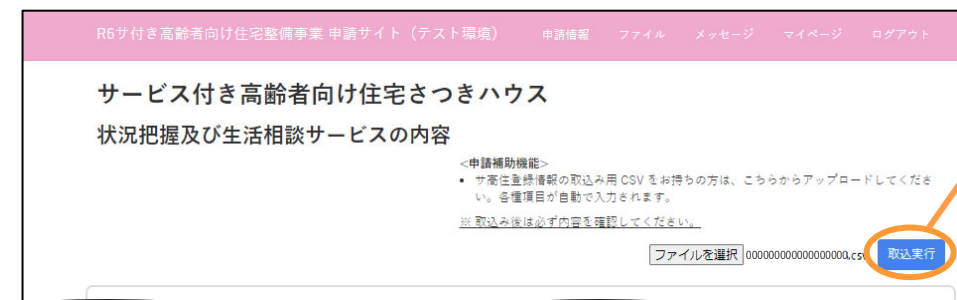 R6サ付き高齢者向け住宅整備事業 申請サイト（テスト環境） 申請情報 ファイル メッセージ マイページ ログアウト
サービス付き高齢者向け住宅さつきハウス
状況把握及び生活相談サービスの内容
<申請補助機能>
• サ高住登録情報の取込み用 CSV をお持ちの方は、こちらからアップロードしてくださ
い。各種項目が自動で入力されます。
※ 取込み後は必ず内容を確認してください。
ファイルを選択 000000000000000000.csv 取込実行